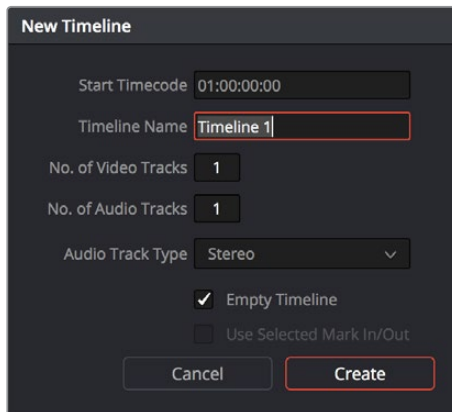 New Timeline
Start Timecode 01:00:00:00
Timeline Name Timeline 1
No. of Video Tracks 1
No. of Audio Tracks 1
Audio Track Type Stereo
Empty Timeline
Use Selected Mark In/Out
Cancel Create